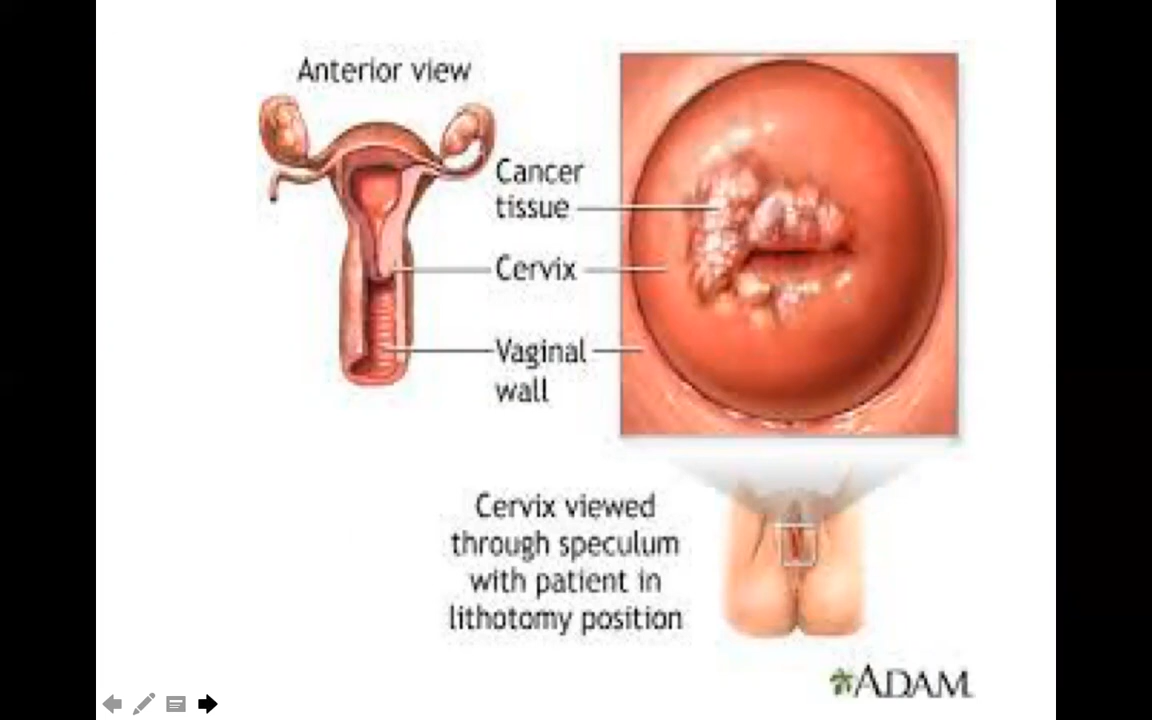 Anterior view
Cancer
tissue
Cervix
Vaginal
wall
Cervix viewed
through speculum
with patient in
lithotomy position
ADAM